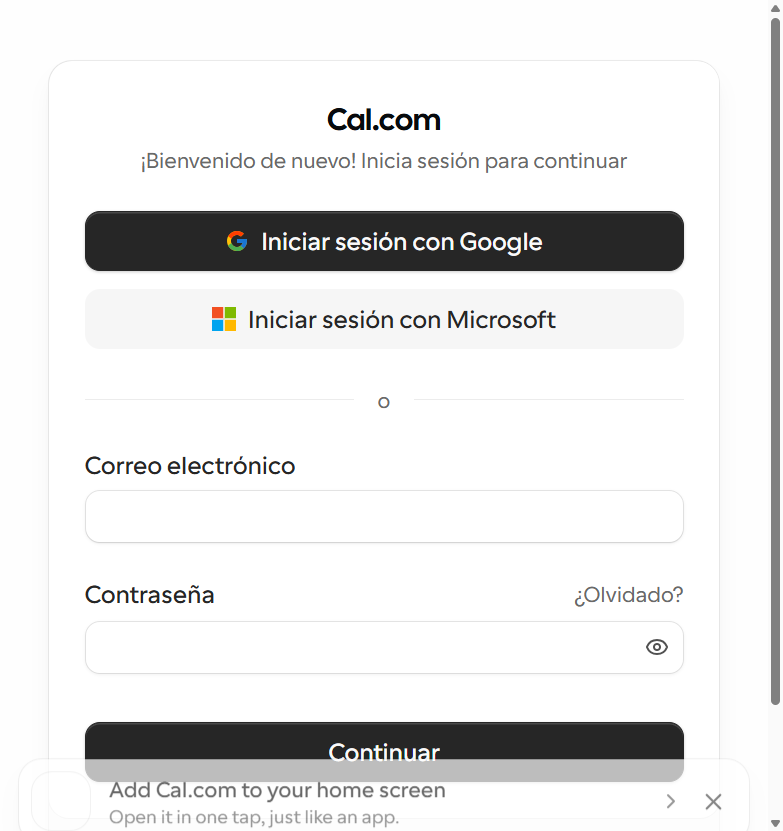 Cal.com
¡Bienvenido de nuevo! Inicia sesión para continuar
Iniciar sesión con Google
Iniciar sesión con Microsoft
o
Correo electrónico
Contraseña
¿Olvidado?
Continuar
Add Cal.com to your home screen
Open it in one tap, just like an app.